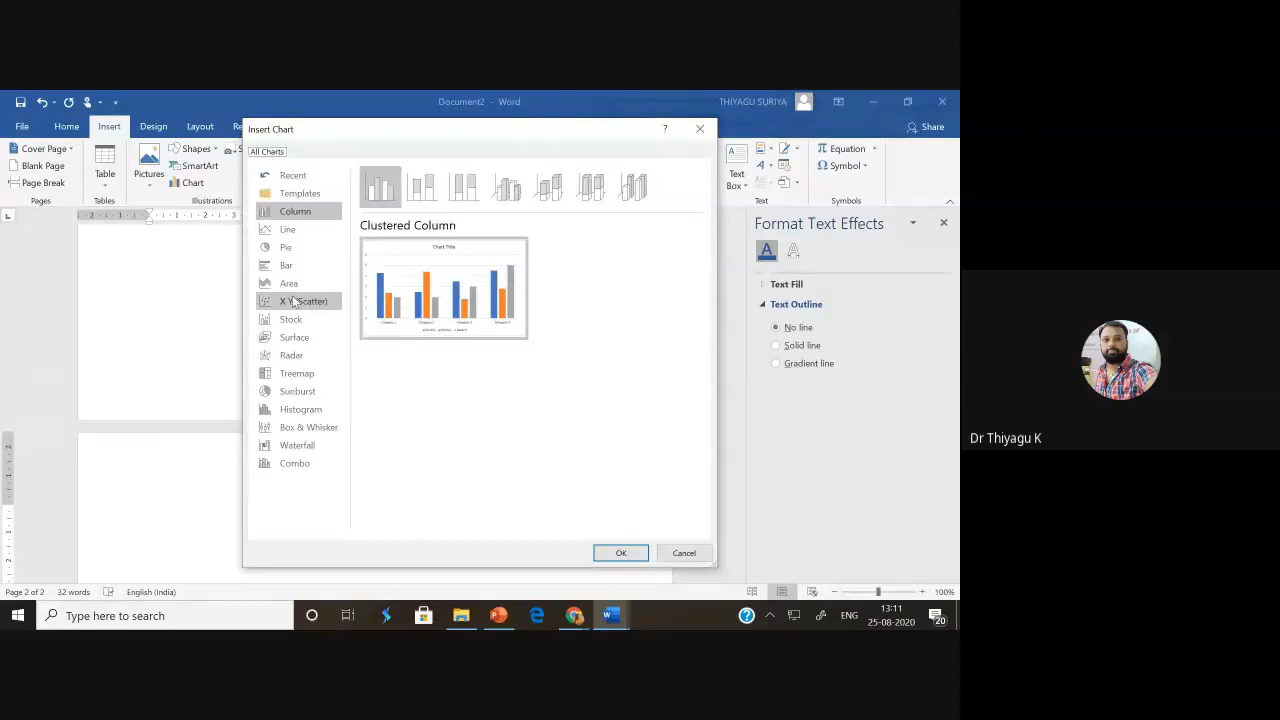 Document2 - Word
THIYAGU SURIYA
File Home Insert Design Layout
Share
Insert Chart
All Charts
Cover Page
Blank Page
Page Break
Pages
Table
Tables
Pictures
Shapes
SmartArt
Chart
Illustrations
Text
Box
Text
Equation
Symbol
Symbols
Recent
Templates
Column
Line
Pie
Bar
Area
X Y (Scatter)
Stock
Surface
Radar
Treemap
Sunburst
Histogram
Box & Whisker
Waterfall
Combo
Clustered Column
Chart Title
OK
Cancel
Format Text Effects
Text Fill
Text Outline
No line
Solid line
Gradient line
Dr Thiyagu K
Page 2 of 2 32 words English (India)
100%
Type here to search
ENG
13:11
25-08-2020
20